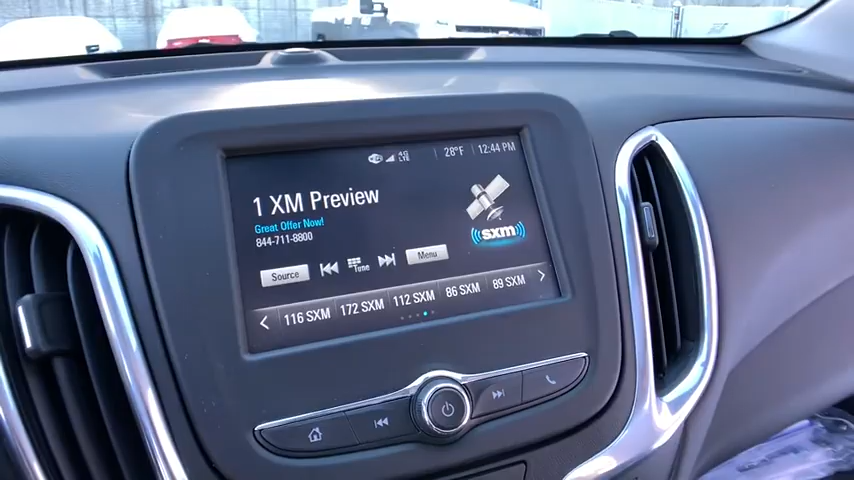 4G LTE 28°F 12:44 PM
1 XM Preview
Great Offer Now!
844-711-8800
sxm
Source Tune Menu
116 SXM 172 SXM 112 SXM 86 SXM 89 SXM